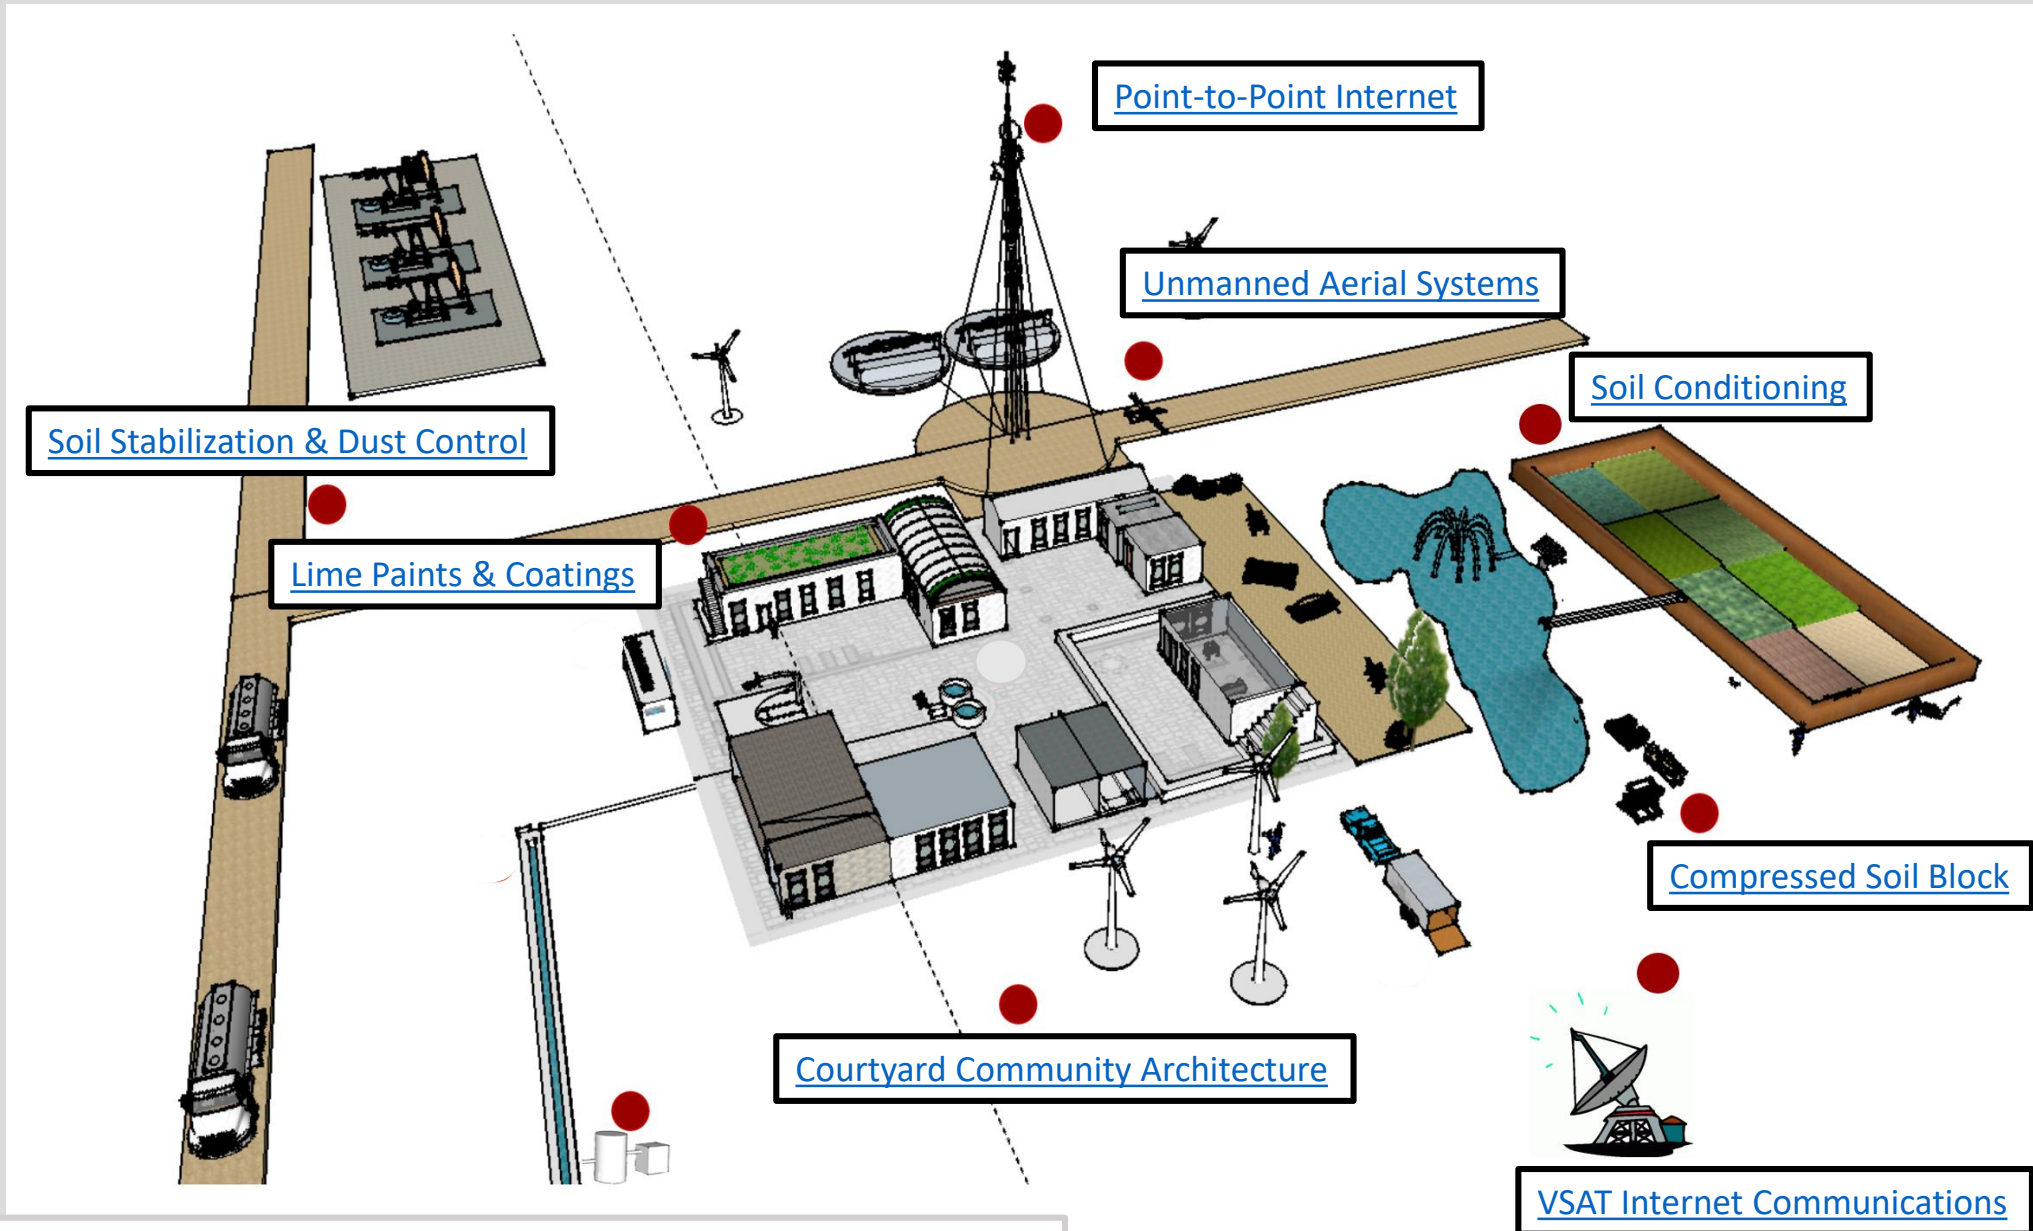 Point-to-Point Internet
Unmanned Aerial Systems
Soil Conditioning
Soil Stabilization & Dust Control
Lime Paints & Coatings
Compressed Soil Block
Courtyard Community Architecture
VSAT Internet Communications